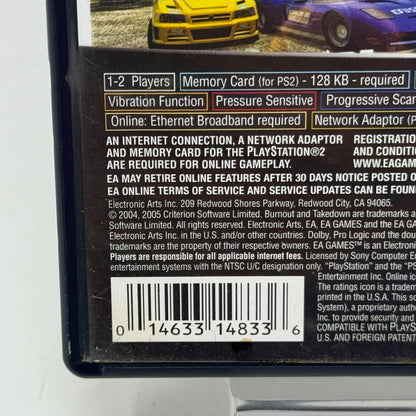 1-2 Players Memory Card (for PS2) - 128 KB - required
Vibration Function Pressure Sensitive Progressive Scan
Online: Ethernet Broadband required Network Adaptor
AN INTERNET CONNECTION, A NETWORK ADAPTOR
AND MEMORY CARD FOR THE PLAYSTATION®2
ARE REQUIRED FOR ONLINE GAMEPLAY.
REGISTRATION
AND CONDITIO
WWW.EAGAM
EA MAY RETIRE ONLINE FEATURES AFTER 30 DAYS NOTICE POSTED O
EA ONLINE TERMS OF SERVICE AND SERVICE UPDATES CAN BE FOUN
Electronic Arts Inc. 209 Redwood Shores Parkway, Redwood City, CA 94065.
© 2004, 2005 Criterion Software Limited. Burnout and Takedown are trademarks
Software Limited. All rights reserved. Electronic Arts, EA, EA GAMES and the EA
Electronic Arts Inc. in the U.S. and/or other countries. Dolby, Pro Logic and the dou
are the property of their respective owners. EA GAMES™ is an Electronic
Players are responsible for all applicable internet fees. Licensed by Sony Computer En
entertainment systems with the NTSC U/C designation only. "PlayStation" and the "PS
Entertainment Inc. Online ic
The ratings icon is a tradem
printed in the U.S.A. This s
System), a proprietary trad
Inc. to provide security and
COMPATIBLE WITH PLAYS
U.S. AND FOREIGN PATENT
0 14633 14833 6